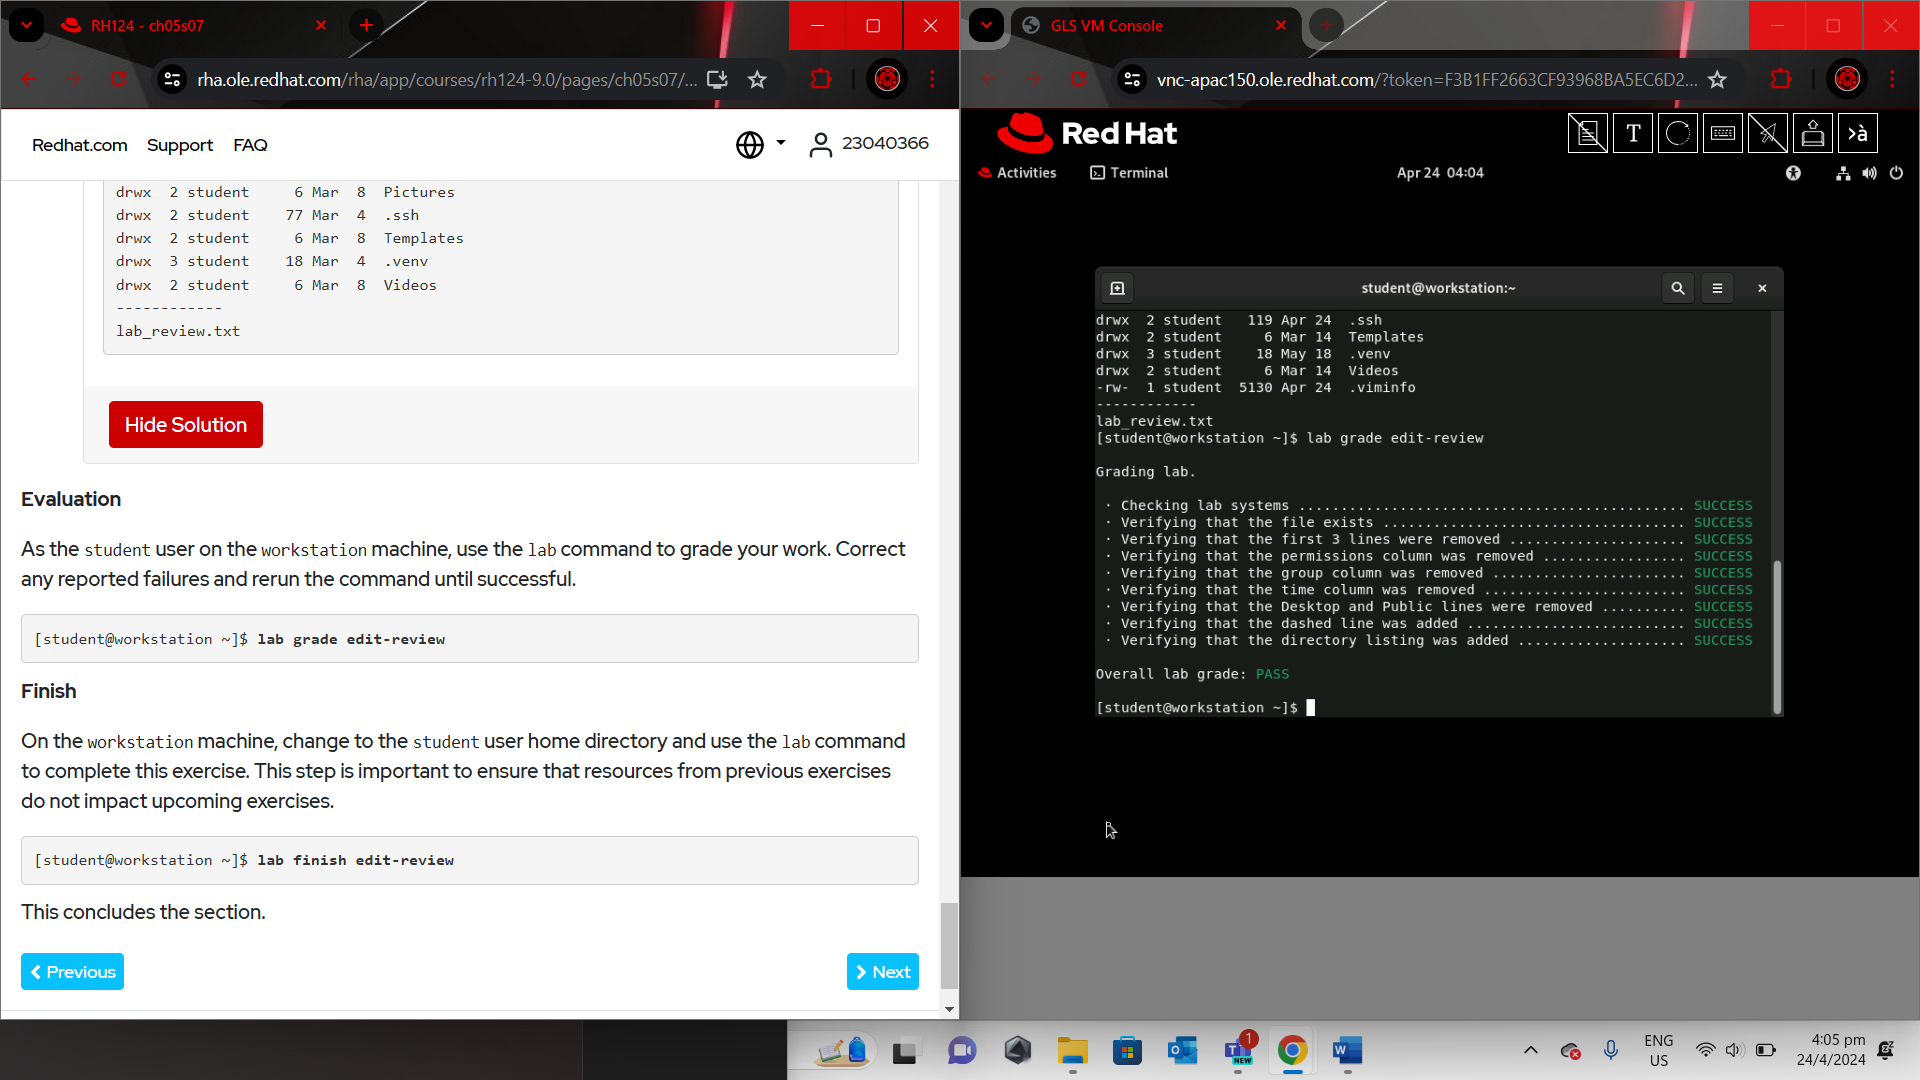 RH124 - ch05s07
rha.ole.redhat.com/rha/app/courses/rh124-9.0/pages/ch05s07/...
Redhat.com Support FAQ
23040366
drwx  2 student     6 Mar  8  Pictures
drwx  2 student    77 Mar  4  .ssh
drwx  2 student     6 Mar  8  Templates
drwx  3 student    18 Mar  4  .venv
drwx  2 student     6 Mar  8  Videos
------------
lab_review.txt
Hide Solution
Evaluation
As the student user on the workstation machine, use the lab command to grade your work. Correct
any reported failures and rerun the command until successful.
[student@workstation ~]$ lab grade edit-review
Finish
On the workstation machine, change to the student user home directory and use the lab command
to complete this exercise. This step is important to ensure that resources from previous exercises
do not impact upcoming exercises.
[student@workstation ~]$ lab finish edit-review
This concludes the section.
Previous
Next
GLS VM Console
vnc-apac150.ole.redhat.com/?token=F3B1FF2663CF93968BA5EC6D2...
Red Hat
T
>à
Activities
Terminal
Apr 24 04:04
student@workstation:~
drwx  2 student   119 Apr 24  .ssh
drwx  2 student     6 Mar 14  Templates
drwx  3 student    18 May 18  .venv
drwx  2 student     6 Mar 14  Videos
-rw-  1 student  5130 Apr 24  .viminfo
------------
lab_review.txt
[student@workstation ~]$ lab grade edit-review
Grading lab.
· Checking lab systems .............................................. SUCCESS
· Verifying that the file exists .................................... SUCCESS
· Verifying that the first 3 lines were removed ..................... SUCCESS
· Verifying that the permissions column was removed ................. SUCCESS
· Verifying that the group column was removed ....................... SUCCESS
· Verifying that the time column was removed ........................ SUCCESS
· Verifying that the Desktop and Public lines were removed .......... SUCCESS
· Verifying that the dashed line was added .......................... SUCCESS
· Verifying that the directory listing was added .................... SUCCESS
Overall lab grade: PASS
[student@workstation ~]$
1
NEW
W
ENG
US
4:05 pm
24/4/2024